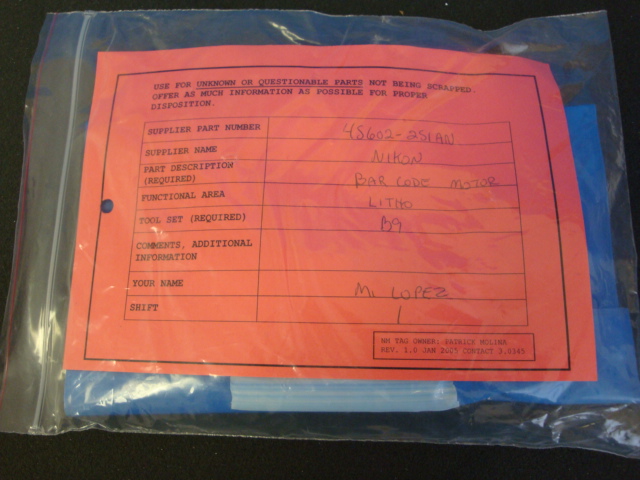 USE FOR UNKNOWN OR QUESTIONABLE PARTS NOT BEING SCRAPPED.
OFFER AS MUCH INFORMATION AS POSSIBLE FOR PROPER
DISPOSITION.
SUPPLIER PART NUMBER 4S602-251AN
SUPPLIER NAME NIKON
PART DESCRIPTION (REQUIRED) BAR CODE MOTOR
FUNCTIONAL AREA LITHO
TOOL SET (REQUIRED) B9
COMMENTS, ADDITIONAL
INFORMATION
YOUR NAME M. LOPEZ
SHIFT 1
NM TAG OWNER: PATRICK MOLINA
REV. 1.0 JAN 2005 CONTACT 3.0345